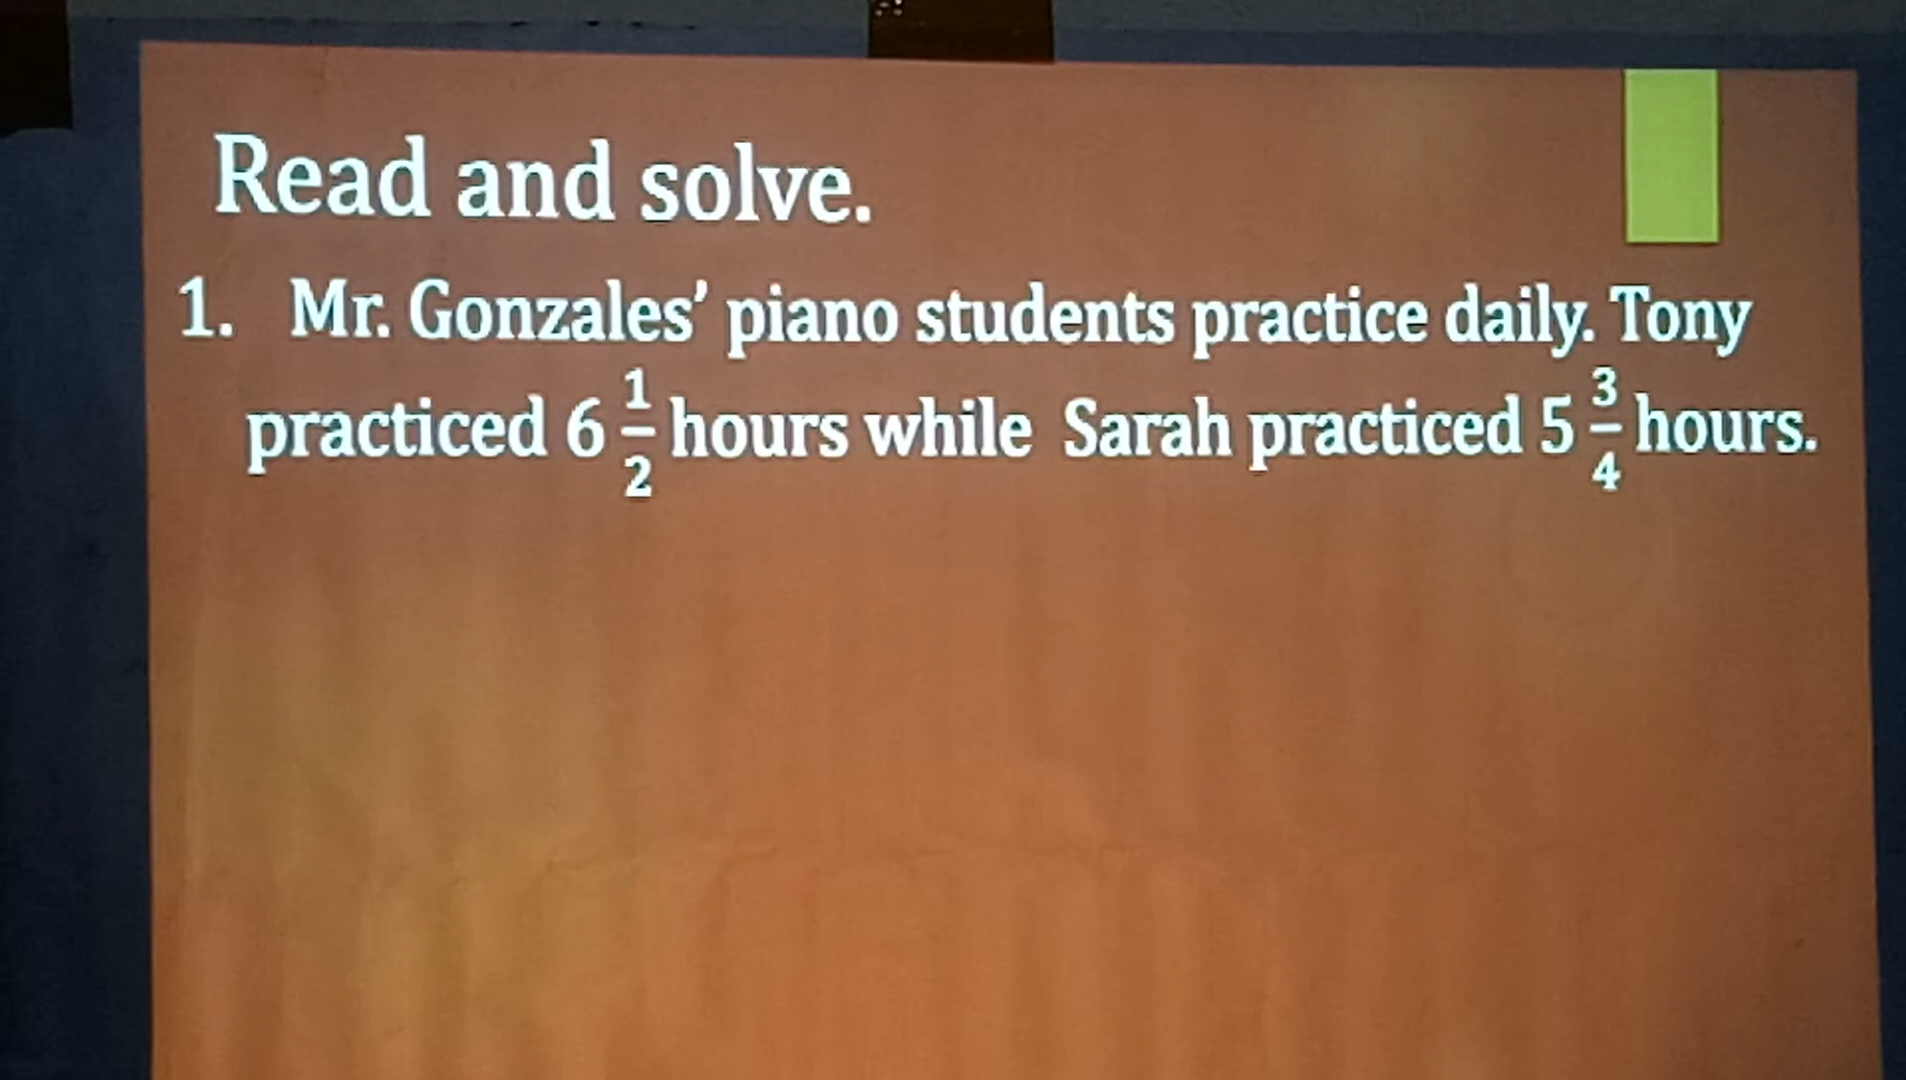 Read and solve.
1. Mr. Gonzales’ piano students practice daily. Tony
practiced 6 1/2 hours while Sarah practiced 5 3/4 hours.